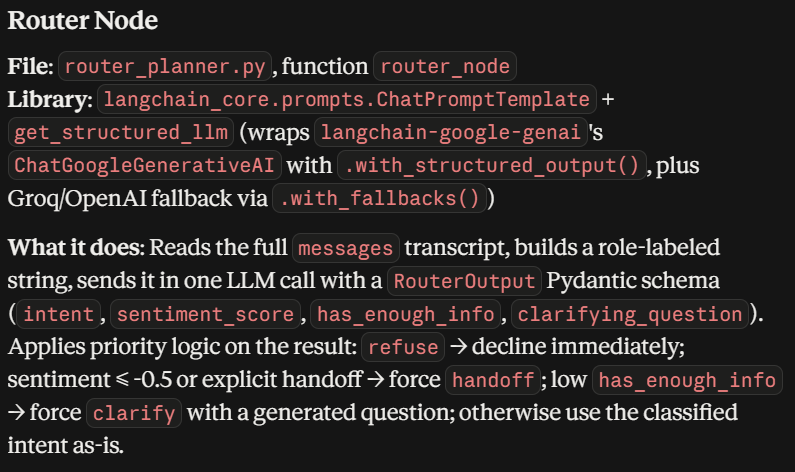 Router Node
File: router_planner.py, function router_node
Library: langchain_core.prompts.ChatPromptTemplate +
get_structured_llm (wraps langchain-google-genai's
ChatGoogleGenerativeAI with .with_structured_output(), plus
Groq/OpenAI fallback via .with_fallbacks())
What it does: Reads the full messages transcript, builds a role-labeled
string, sends it in one LLM call with a RouterOutput Pydantic schema
(intent, sentiment_score, has_enough_info, clarifying_question).
Applies priority logic on the result: refuse → decline immediately;
sentiment ≤ -0.5 or explicit handoff → force handoff; low has_enough_info
→ force clarify with a generated question; otherwise use the classified
intent as-is.